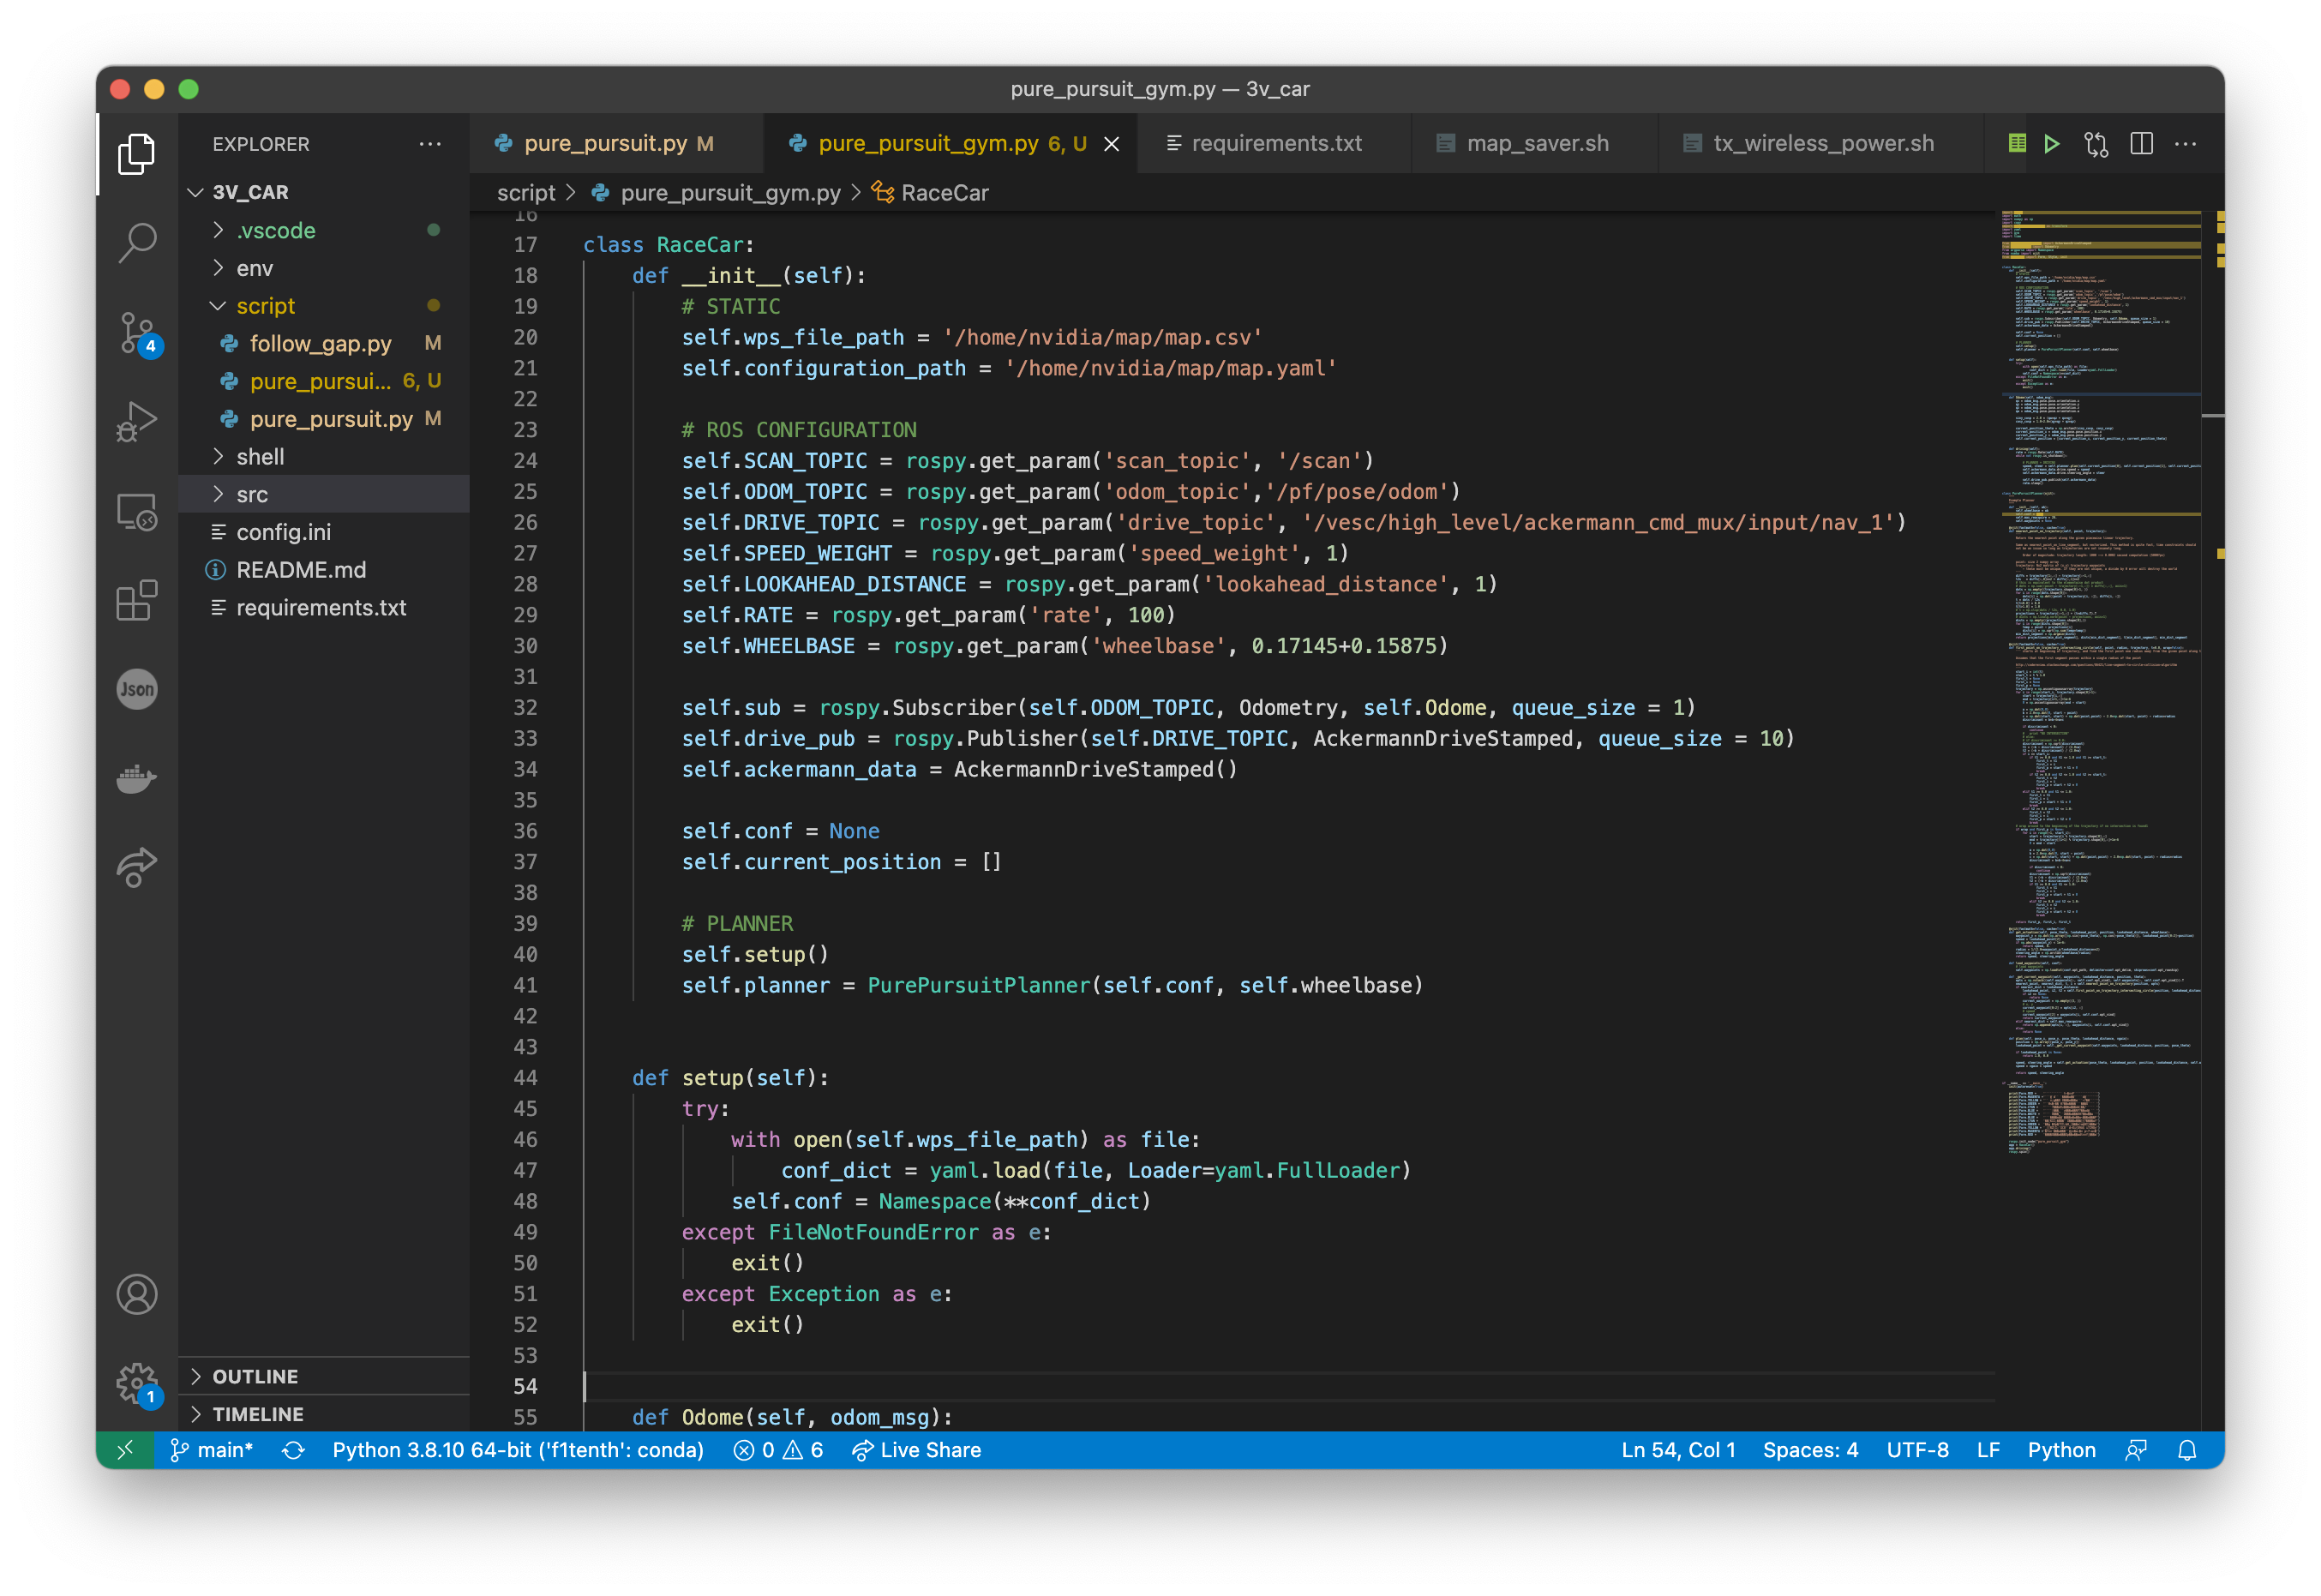 pure_pursuit_gym.py — 3v_car
EXPLORER
pure_pursuit.py M
pure_pursuit_gym.py 6, U
requirements.txt
map_saver.sh
tx_wireless_power.sh
script > pure_pursuit_gym.py > RaceCar
3V_CAR
.vscode
env
script
follow_gap.py M
pure_pursui... 6, U
pure_pursuit.py M
shell
src
config.ini
README.md
requirements.txt
OUTLINE
TIMELINE
4
Json
1
16
17 class RaceCar:
18 def __init__(self):
19 # STATIC
20 self.wps_file_path = '/home/nvidia/map/map.csv'
21 self.configuration_path = '/home/nvidia/map/map.yaml'
22
23 # ROS CONFIGURATION
24 self.SCAN_TOPIC = rospy.get_param('scan_topic', '/scan')
25 self.ODOM_TOPIC = rospy.get_param('odom_topic','/pf/pose/odom')
26 self.DRIVE_TOPIC = rospy.get_param('drive_topic', '/vesc/high_level/ackermann_cmd_mux/input/nav_1')
27 self.SPEED_WEIGHT = rospy.get_param('speed_weight', 1)
28 self.LOOKAHEAD_DISTANCE = rospy.get_param('lookahead_distance', 1)
29 self.RATE = rospy.get_param('rate', 100)
30 self.WHEELBASE = rospy.get_param('wheelbase', 0.17145+0.15875)
31
32 self.sub = rospy.Subscriber(self.ODOM_TOPIC, Odometry, self.Odome, queue_size = 1)
33 self.drive_pub = rospy.Publisher(self.DRIVE_TOPIC, AckermannDriveStamped, queue_size = 10)
34 self.ackermann_data = AckermannDriveStamped()
35
36 self.conf = None
37 self.current_position = []
38
39 # PLANNER
40 self.setup()
41 self.planner = PurePursuitPlanner(self.conf, self.wheelbase)
42
43
44 def setup(self):
45 try:
46 with open(self.wps_file_path) as file:
47 conf_dict = yaml.load(file, Loader=yaml.FullLoader)
48 self.conf = Namespace(**conf_dict)
49 except FileNotFoundError as e:
50 exit()
51 except Exception as e:
52 exit()
53
54
55 def Odome(self, odom_msg):
main* Python 3.8.10 64-bit ('f1tenth': conda) 0 6 Live Share Ln 54, Col 1 Spaces: 4 UTF-8 LF Python